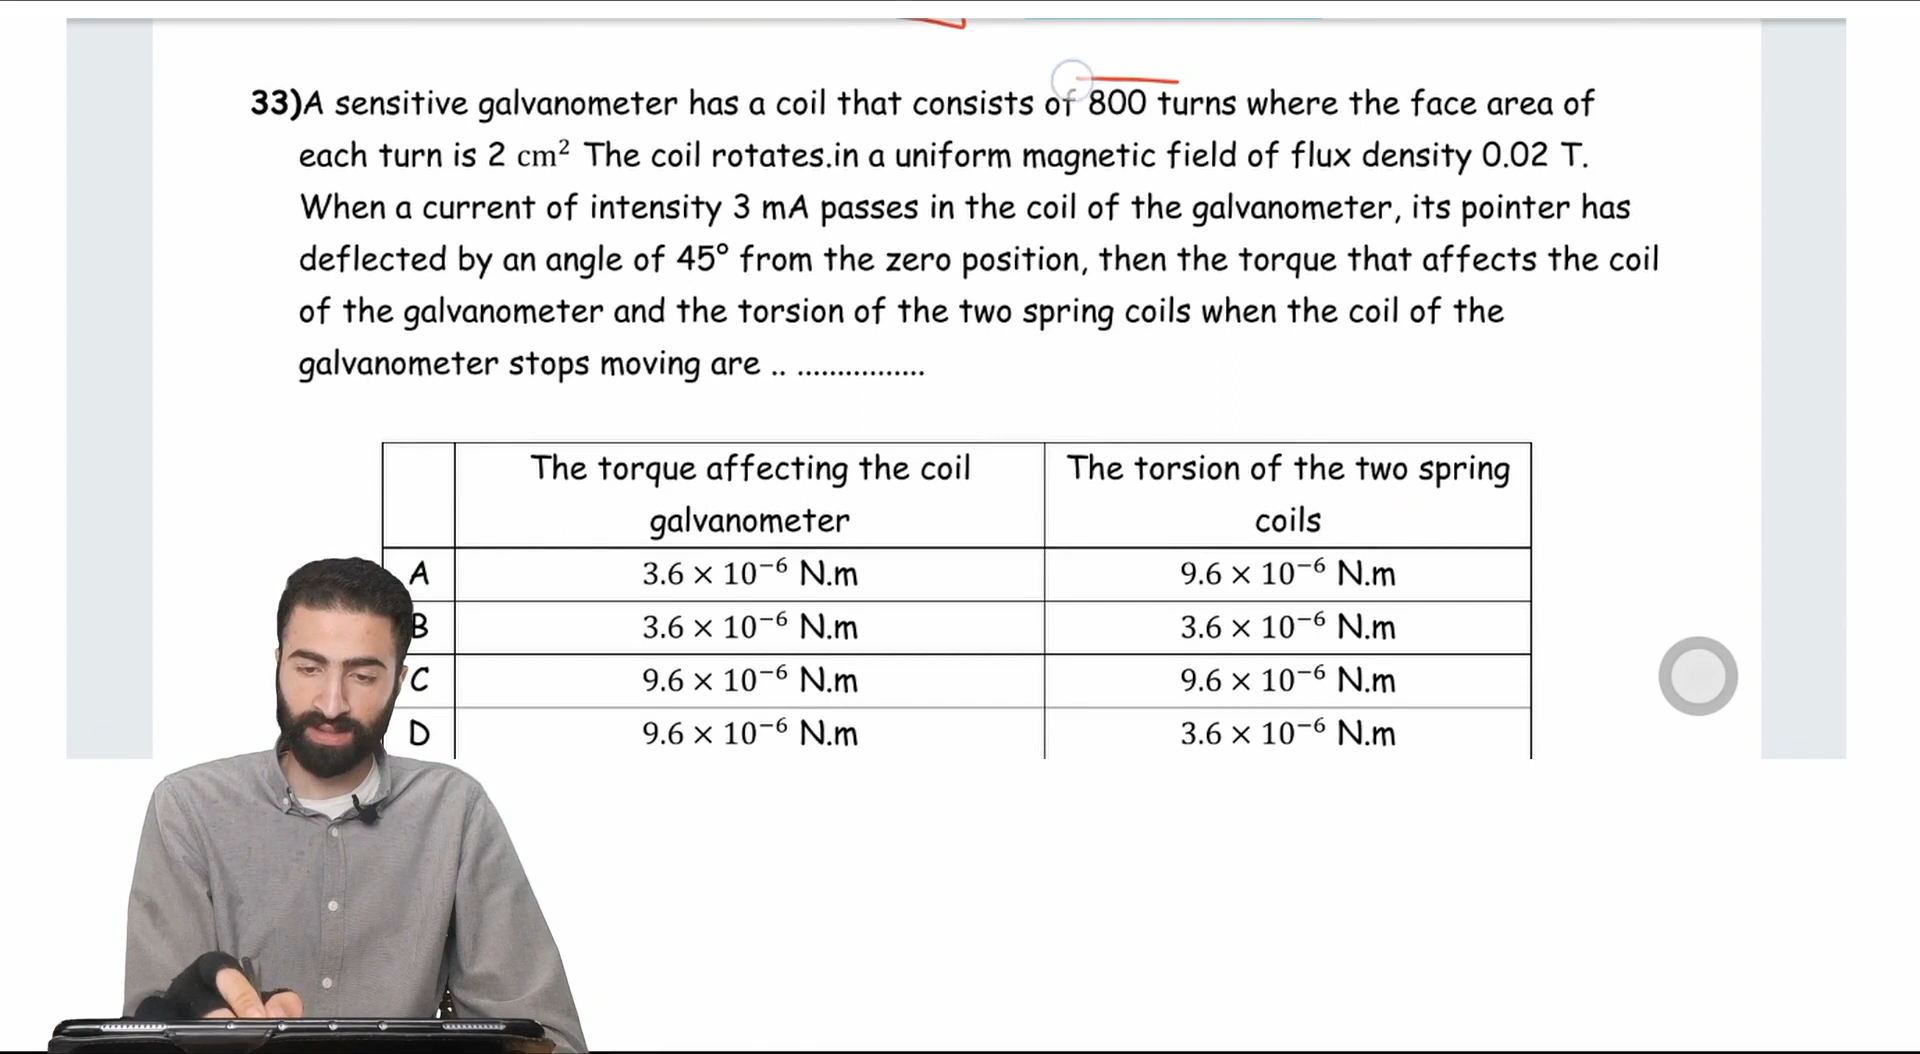 33)A sensitive galvanometer has a coil that consists of 800 turns where the face area of
each turn is 2 cm² The coil rotates.in a uniform magnetic field of flux density 0.02 T.
When a current of intensity 3 mA passes in the coil of the galvanometer, its pointer has
deflected by an angle of 45° from the zero position, then the torque that affects the coil
of the galvanometer and the torsion of the two spring coils when the coil of the
galvanometer stops moving are .. ................
The torque affecting the coil galvanometer The torsion of the two spring coils
A 3.6 × 10⁻⁶ N.m 9.6 × 10⁻⁶ N.m
B 3.6 × 10⁻⁶ N.m 3.6 × 10⁻⁶ N.m
C 9.6 × 10⁻⁶ N.m 9.6 × 10⁻⁶ N.m
D 9.6 × 10⁻⁶ N.m 3.6 × 10⁻⁶ N.m